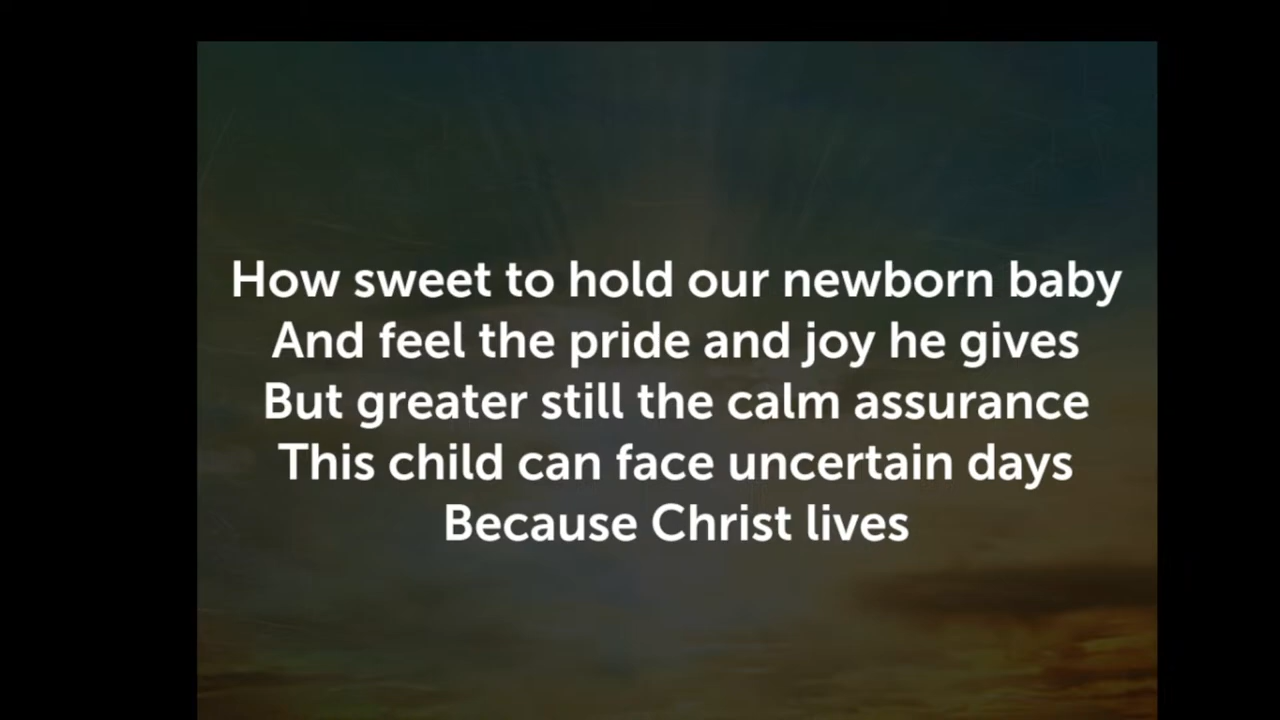 How sweet to hold our newborn baby
And feel the pride and joy he gives
But greater still the calm assurance
This child can face uncertain days
Because Christ lives